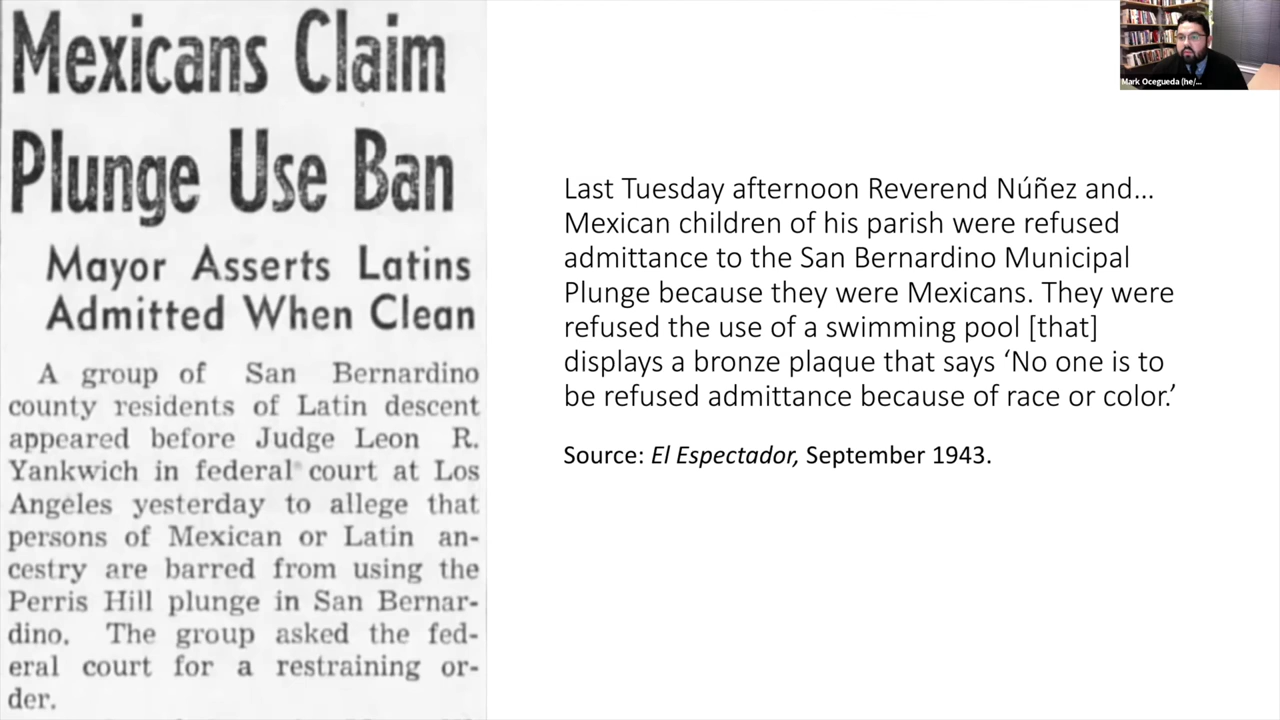 Mexicans Claim
Plunge Use Ban
Mayor Asserts Latins
Admitted When Clean
A group of San Bernardino
county residents of Latin descent
appeared before Judge Leon R.
Yankwich in federal court at Los
Angeles yesterday to allege that
persons of Mexican or Latin an-
cestry are barred from using the
Perris Hill plunge in San Bernar-
dino. The group asked the fed-
eral court for a restraining or-
der.
Last Tuesday afternoon Reverend Núñez and…
Mexican children of his parish were refused
admittance to the San Bernardino Municipal
Plunge because they were Mexicans. They were
refused the use of a swimming pool [that]
displays a bronze plaque that says ‘No one is to
be refused admittance because of race or color.’
Source: El Espectador, September 1943.
Mark Ocegueda (he/...